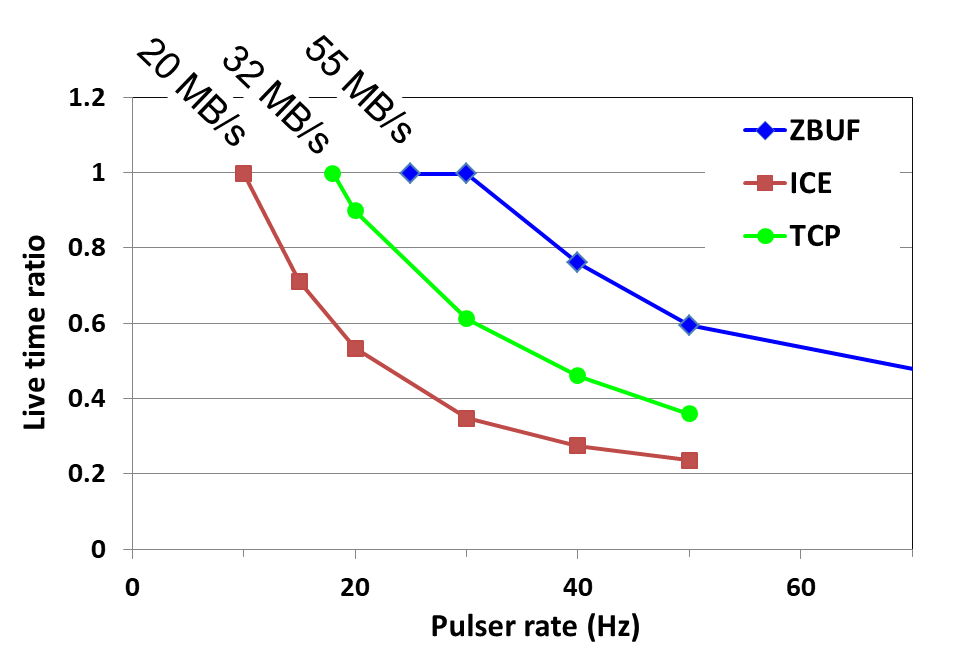 20 MB/s
32 MB/s
55 MB/s
1.2
1
0.8
0.6
0.4
0.2
0
Live time ratio
ZBUF
ICE
TCP
0
20
40
60
Pulser rate (Hz)